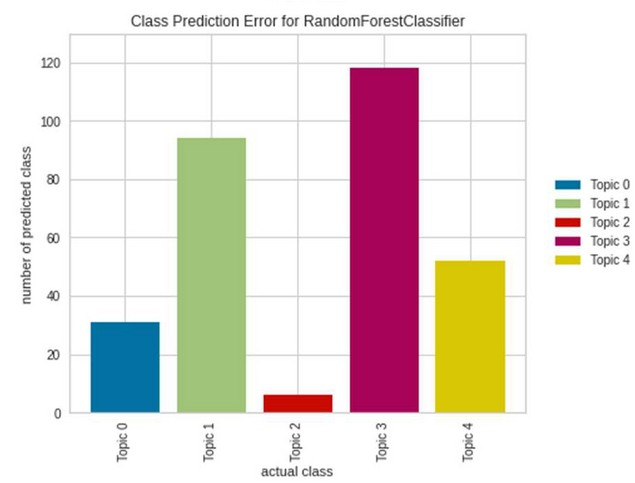 Class Prediction Error for RandomForestClassifier
number of predicted class
120
100
80
60
40
20
0
Topic 0
Topic 1
Topic 2
Topic 3
Topic 4
actual class
Topic 0
Topic 1
Topic 2
Topic 3
Topic 4